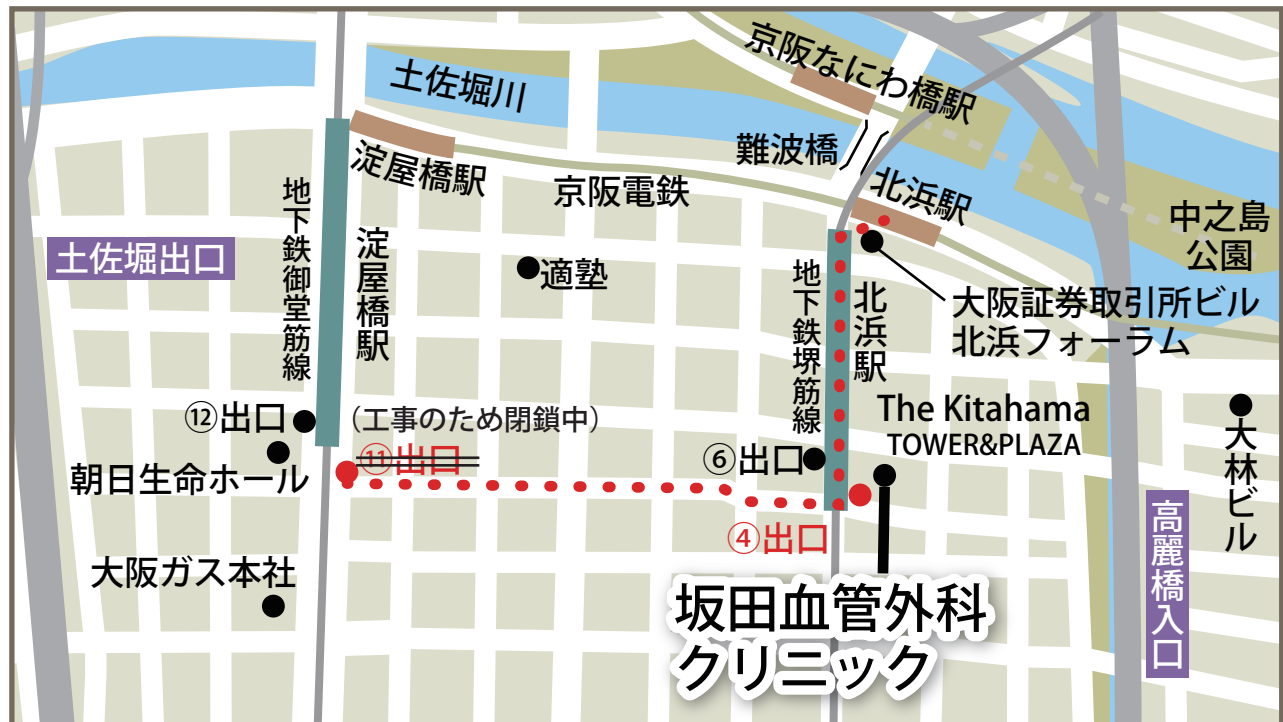 京阪なにわ橋駅
土佐堀川
難波橋
淀屋橋駅
京阪電鉄
北浜駅
中之島
公園
土佐堀出口
地下鉄御堂筋線
淀屋橋駅
適塾
地下鉄堺筋線
北浜駅
大阪証券取引所ビル
北浜フォーラム
⑫出口
（工事のため閉鎖中）
The Kitahama
TOWER&PLAZA
大林ビル
朝日生命ホール
⑪出口
⑥出口
④出口
高麗橋入口
大阪ガス本社
坂田血管外科
クリニック